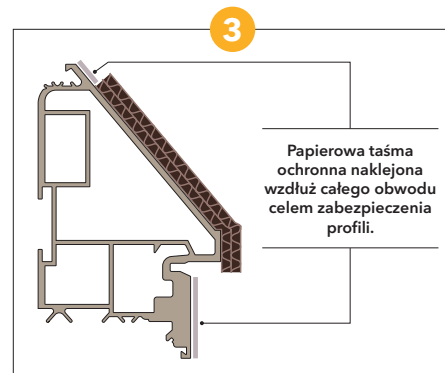 3
Papierowa taśma
ochronna naklejona
wzdłuż całego obwodu
celem zabezpieczenia
profili.